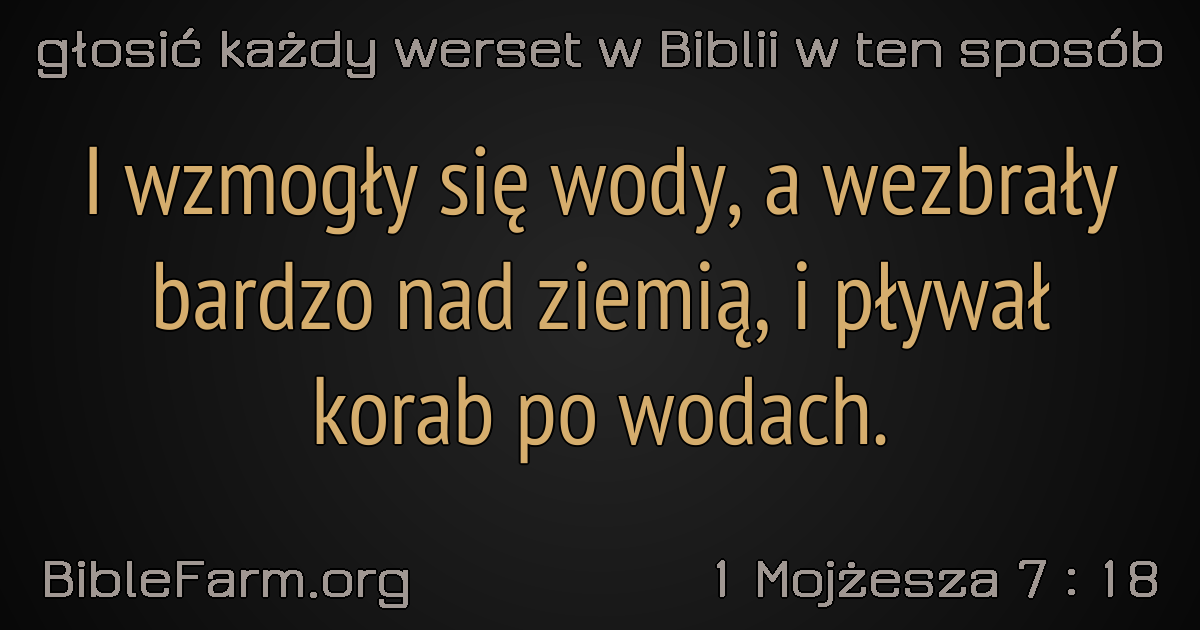 głosić każdy werset w Biblii w ten sposób
I wzmogły się wody, a wezbrały
bardzo nad ziemią, i pływał
korab po wodach.
BibleFarm.org
1 Mojżesza 7 : 18